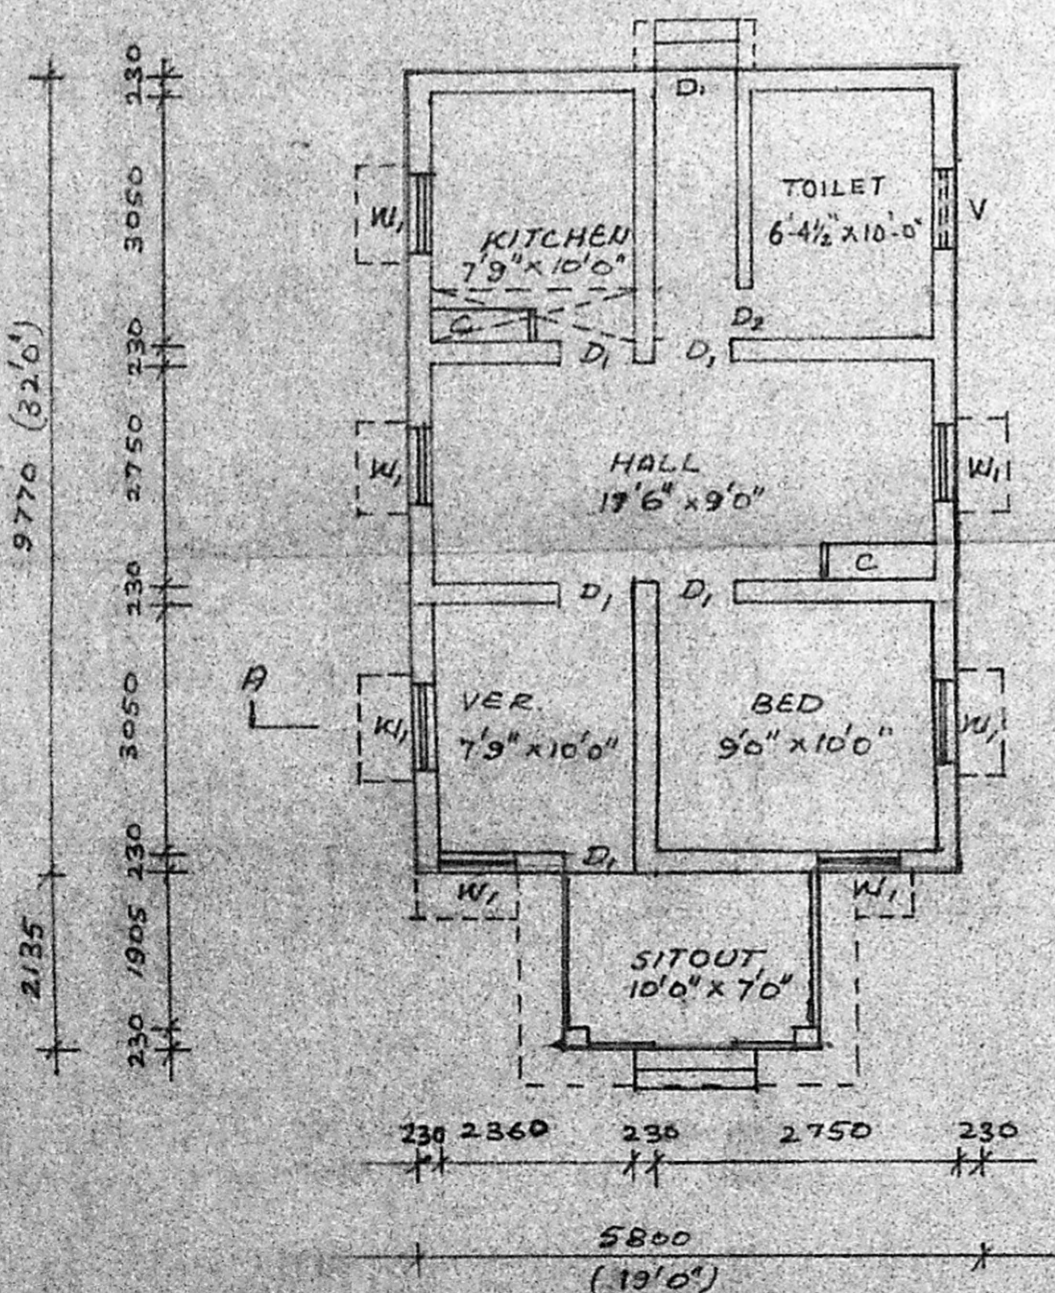 D1
TOILET
6'-4½" x 10'-0"
V
W1
KITCHEN
7'9" x 10'0"
C
D2
D1
D1
HALL
17'6" x 9'0"
W1
W1
C
D1
D1
A
VER.
7'9" x 10'0"
BED
9'0" x 10'0"
W1
W1
D1
W1
W1
SITOUT
10'0" x 7'0"
230
3050
230
2750
230
3050
230
1905
230
9770 (32'0")
2135
230
2360
230
2750
230
5800
(19'0")